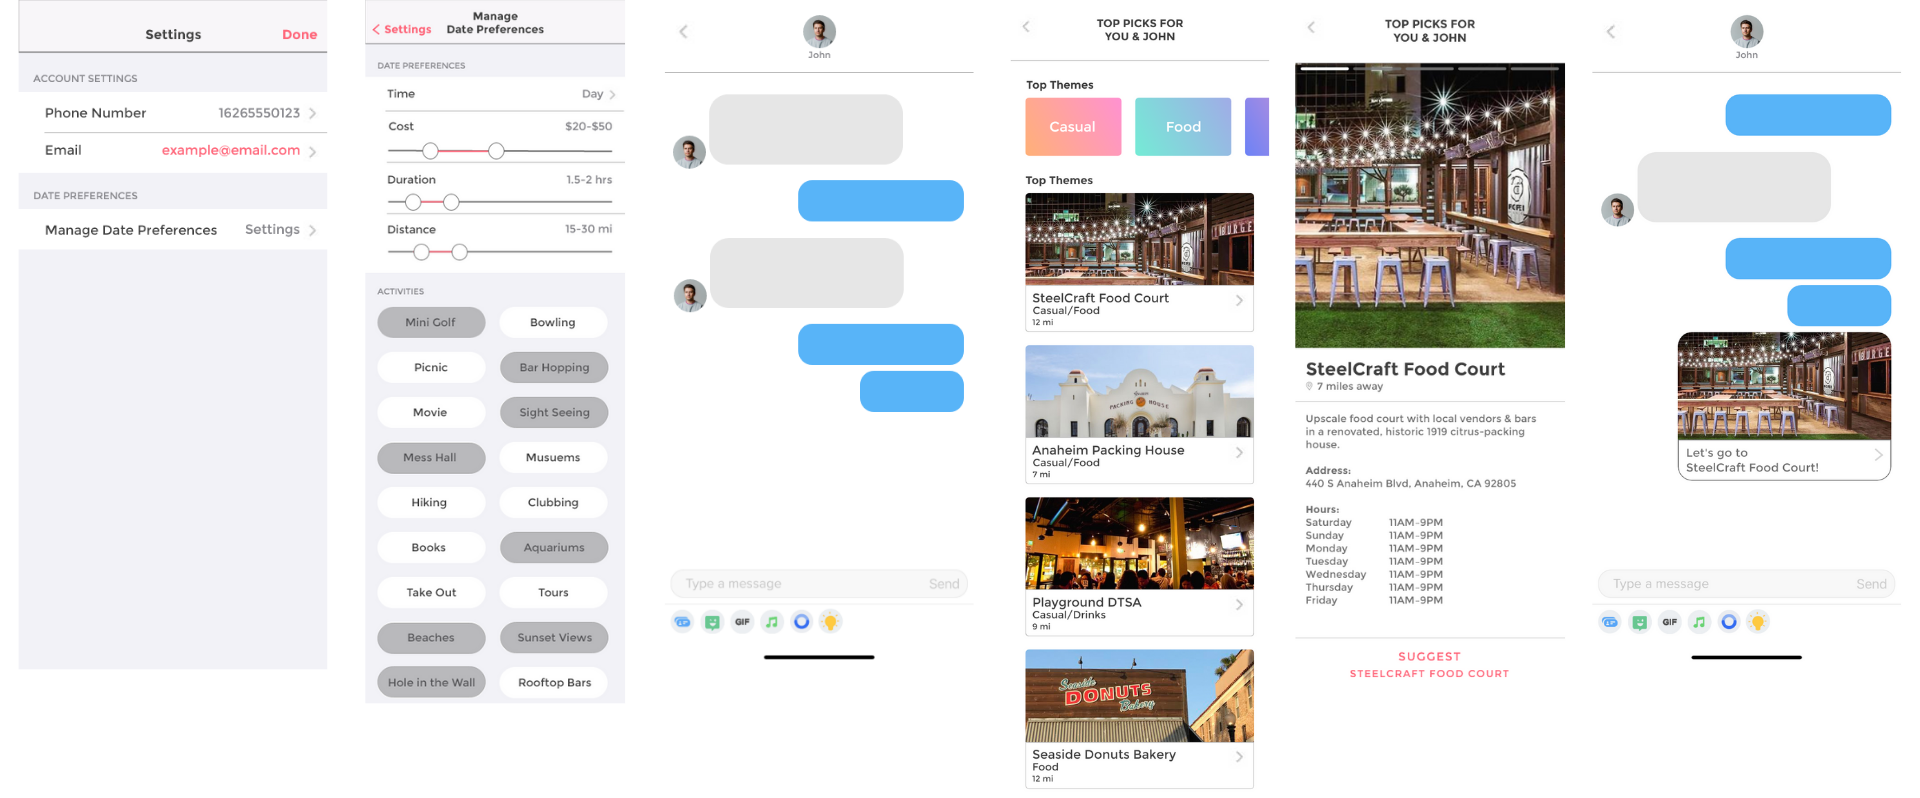 Settings
Done
ACCOUNT SETTINGS
Phone Number 16265550123
Email example@email.com
DATE PREFERENCES
Manage Date Preferences Settings
Settings
Manage
Date Preferences
DATE PREFERENCES
Time Day
Cost $20-$50
Duration 1.5-2 hrs
Distance 15-30 mi
ACTIVITIES
Mini Golf Bowling
Picnic Bar Hopping
Movie Sight Seeing
Mess Hall Musuems
Hiking Clubbing
Books Aquariums
Take Out Tours
Beaches Sunset Views
Hole in the Wall Rooftop Bars
John
Type a message Send
GIF
TOP PICKS FOR
YOU & JOHN
Top Themes
Casual Food
Top Themes
BURGE
SteelCraft Food Court
Casual/Food
12 mi
PACKING HOUSE
Anaheim Packing House
Casual/Food
7 mi
Playground DTSA
Casual/Drinks
9 mi
Seaside
DONUTS
Bakery
Seaside Donuts Bakery
Food
12 mi
TOP PICKS FOR
YOU & JOHN
SteelCraft Food Court
7 miles away
Upscale food court with local vendors & bars
in a renovated, historic 1919 citrus-packing
house.
Address:
440 S Anaheim Blvd, Anaheim, CA 92805
Hours:
Saturday 11AM-9PM
Sunday 11AM-9PM
Monday 11AM-9PM
Tuesday 11AM-9PM
Wednesday 11AM-9PM
Thursday 11AM-9PM
Friday 11AM-9PM
SUGGEST
STEELCRAFT FOOD COURT
John
BURGE
Let's go to
SteelCraft Food Court!
Type a message Send
GIF